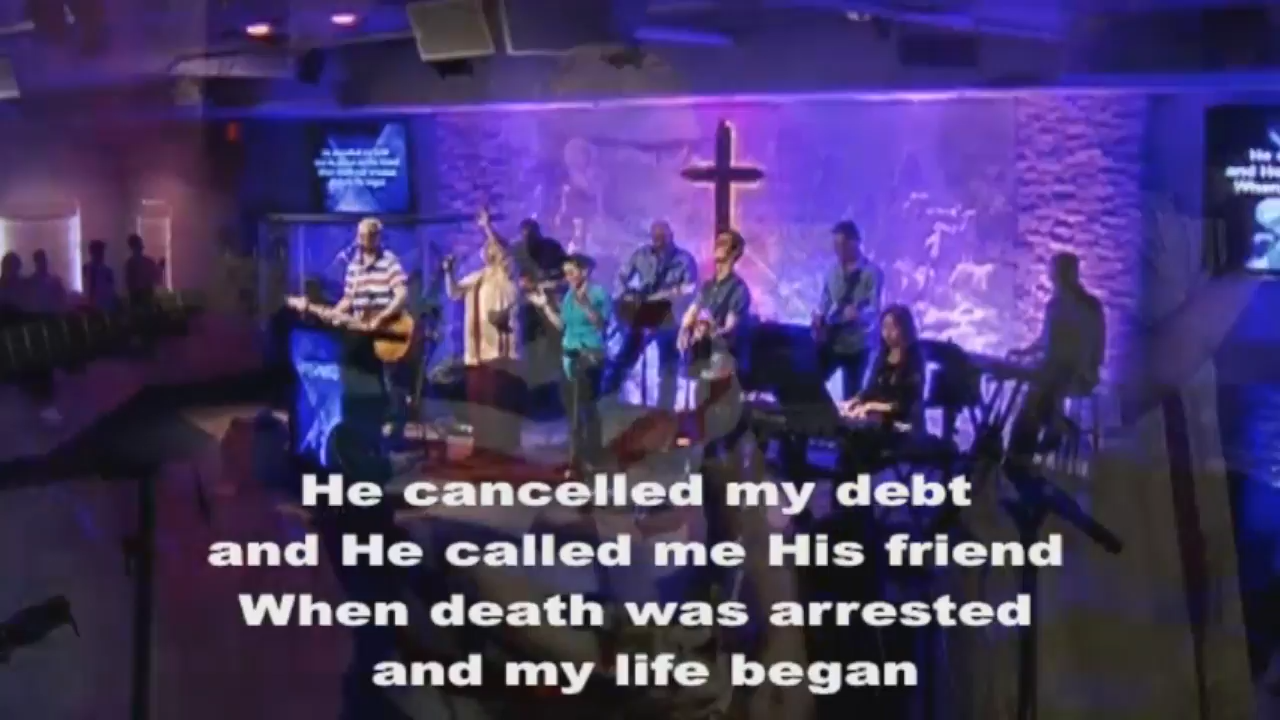 He cancelled my debt
and He called me His friend
When death was arrested
and my life began